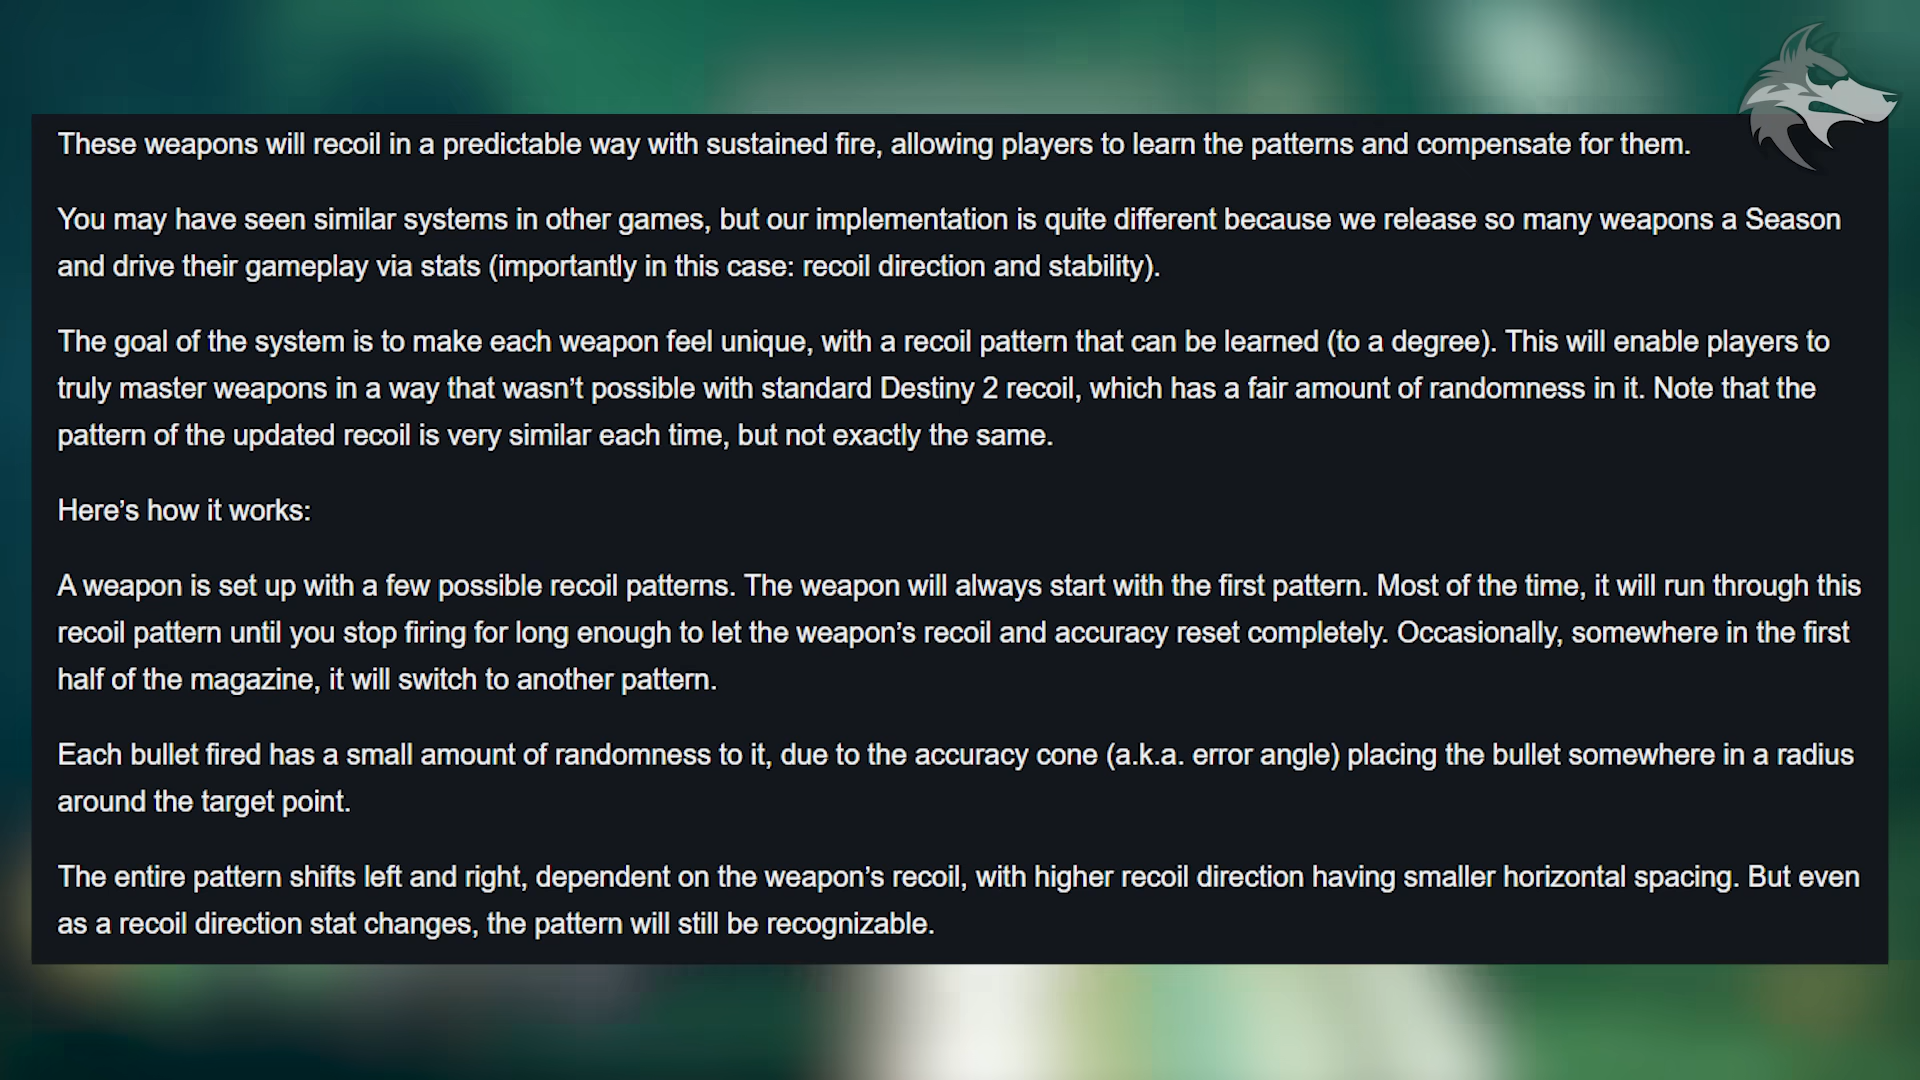 These weapons will recoil in a predictable way with sustained fire, allowing players to learn the patterns and compensate for them.
You may have seen similar systems in other games, but our implementation is quite different because we release so many weapons a Season
and drive their gameplay via stats (importantly in this case: recoil direction and stability).
The goal of the system is to make each weapon feel unique, with a recoil pattern that can be learned (to a degree). This will enable players to
truly master weapons in a way that wasn’t possible with standard Destiny 2 recoil, which has a fair amount of randomness in it. Note that the
pattern of the updated recoil is very similar each time, but not exactly the same.
Here’s how it works:
A weapon is set up with a few possible recoil patterns. The weapon will always start with the first pattern. Most of the time, it will run through this
recoil pattern until you stop firing for long enough to let the weapon’s recoil and accuracy reset completely. Occasionally, somewhere in the first
half of the magazine, it will switch to another pattern.
Each bullet fired has a small amount of randomness to it, due to the accuracy cone (a.k.a. error angle) placing the bullet somewhere in a radius
around the target point.
The entire pattern shifts left and right, dependent on the weapon’s recoil, with higher recoil direction having smaller horizontal spacing. But even
as a recoil direction stat changes, the pattern will still be recognizable.